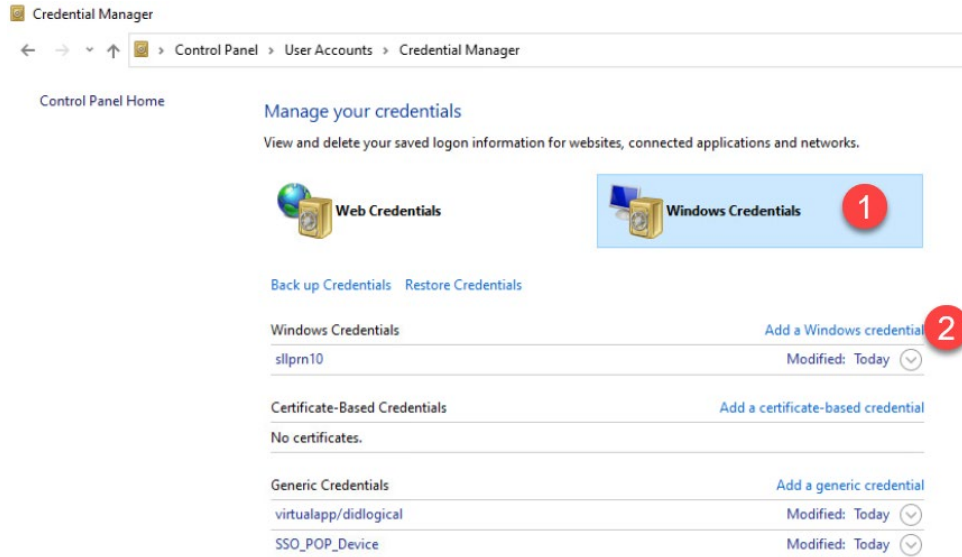 Credential Manager
Control Panel > User Accounts > Credential Manager
Control Panel Home
Manage your credentials
View and delete your saved logon information for websites, connected applications and networks.
Web Credentials
Windows Credentials
1
Back up Credentials Restore Credentials
Windows Credentials Add a Windows credential 2
sllprn10 Modified: Today
Certificate-Based Credentials Add a certificate-based credential
No certificates.
Generic Credentials Add a generic credential
virtualapp/didlogical Modified: Today
SSO_POP_Device Modified: Today